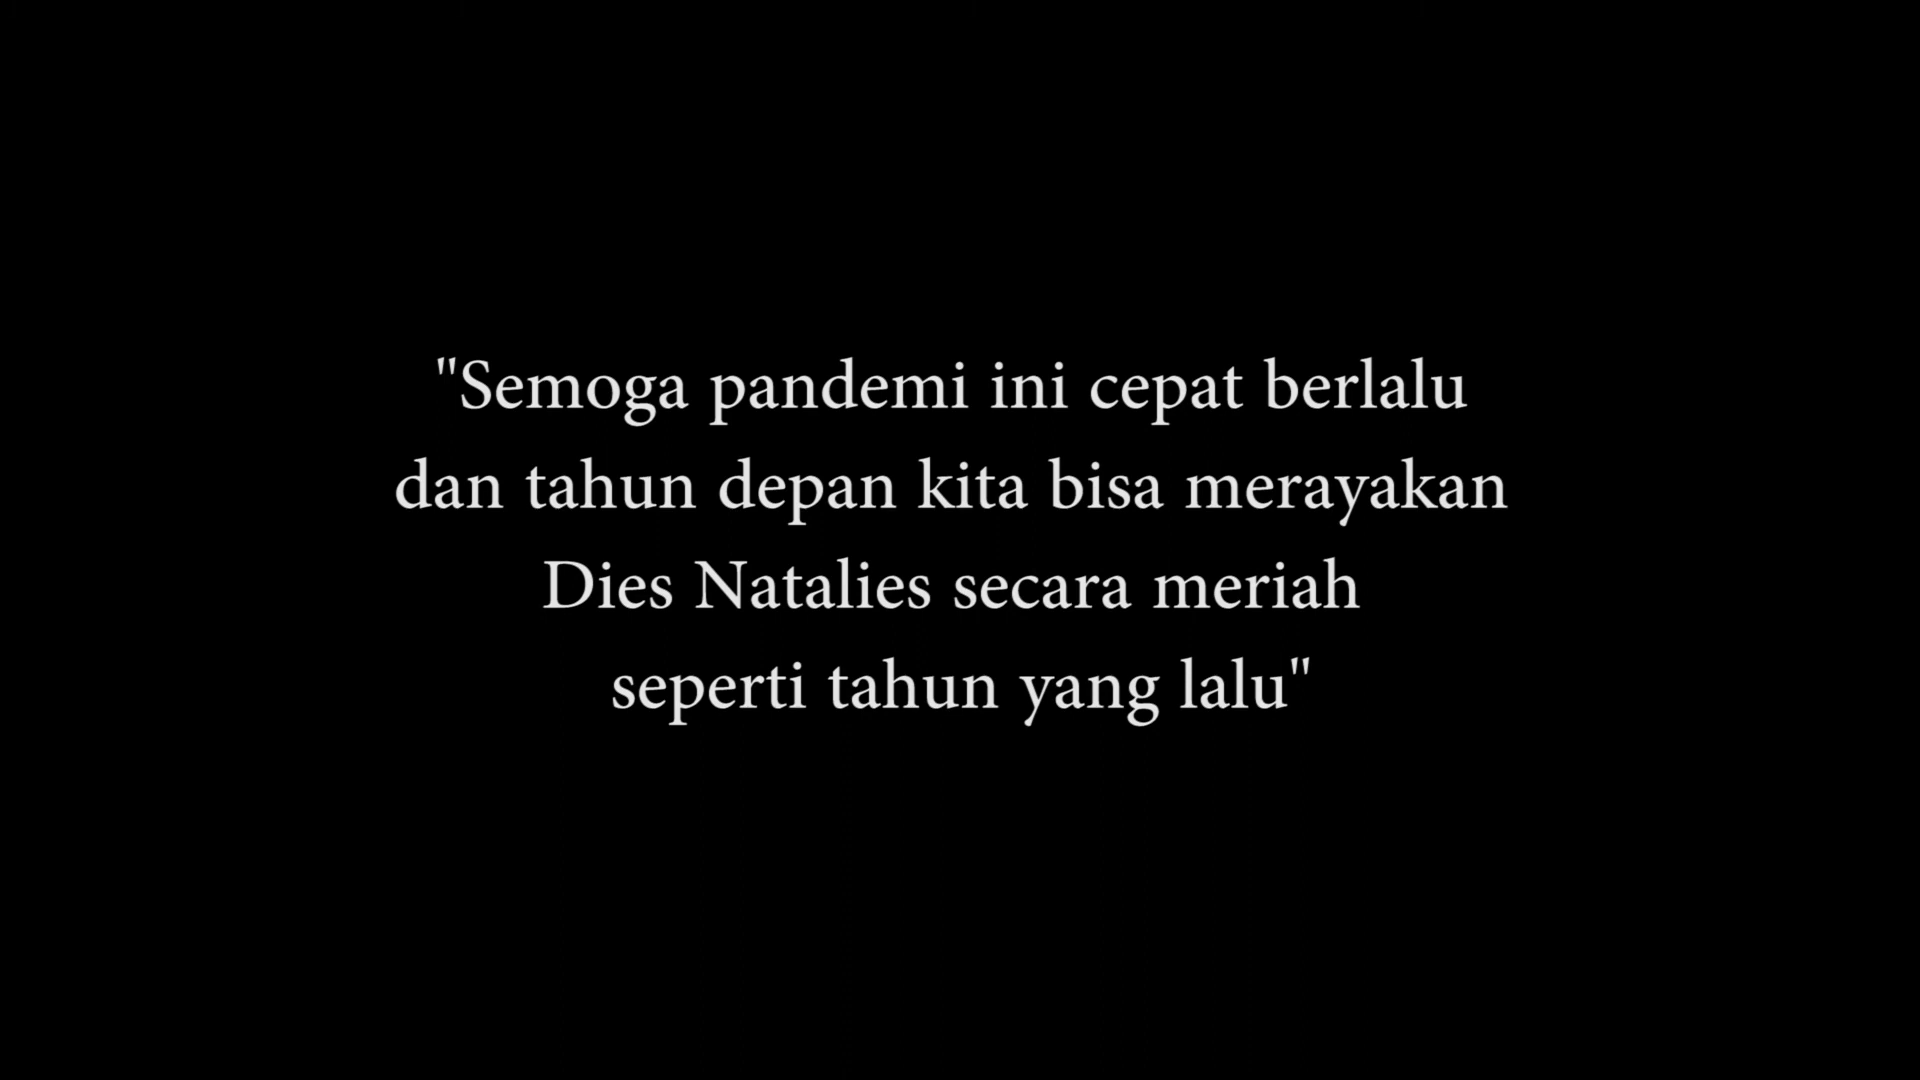 "Semoga pandemi ini cepat berlalu
dan tahun depan kita bisa merayakan
Dies Natalies secara meriah
seperti tahun yang lalu"